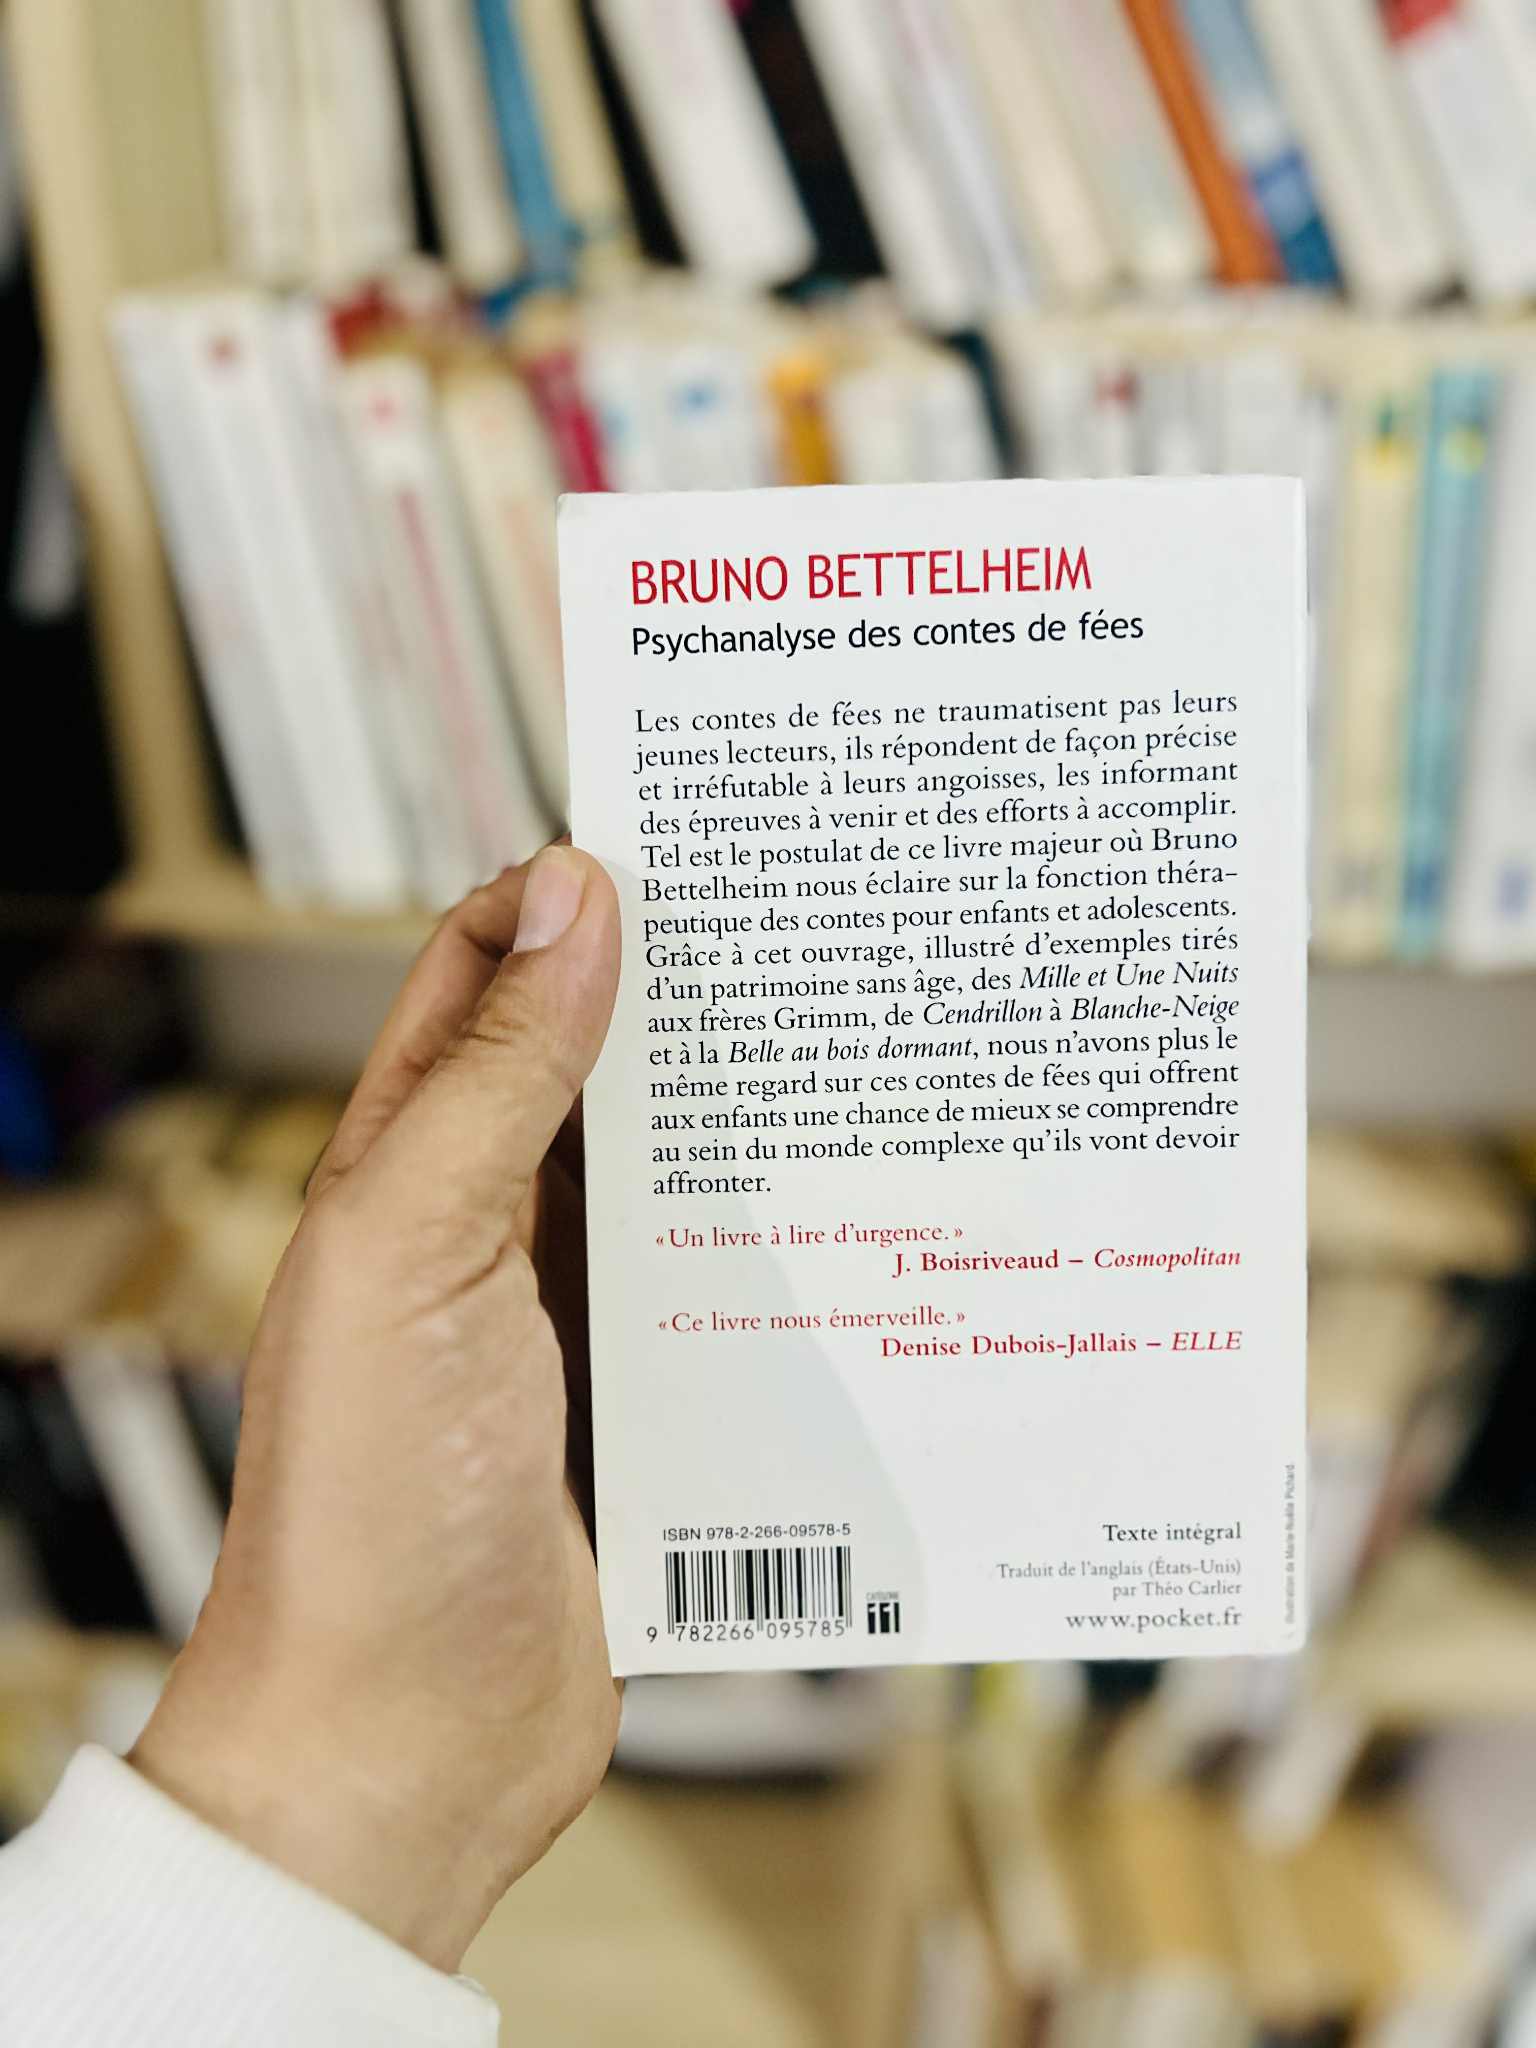 BRUNO BETTELHEIM
Psychanalyse des contes de fées
Les contes de fées ne traumatisent pas leurs
jeunes lecteurs, ils répondent de façon précise
et irréfutable à leurs angoisses, les informant
des épreuves à venir et des efforts à accomplir.
Tel est le postulat de ce livre majeur où Bruno
Bettelheim nous éclaire sur la fonction théra-
peutique des contes pour enfants et adolescents.
Grâce à cet ouvrage, illustré d'exemples tirés
d'un patrimoine sans âge, des Mille et Une Nuits
aux frères Grimm, de Cendrillon à Blanche-Neige
et à la Belle au bois dormant, nous n'avons plus le
même regard sur ces contes de fées qui offrent
aux enfants une chance de mieux se comprendre
au sein du monde complexe qu'ils vont devoir
affronter.
« Un livre à lire d'urgence. »
J. Boisriveaud – Cosmopolitan
« Ce livre nous émerveille. »
Denise Dubois-Jallais – ELLE
ISBN 978-2-266-09578-5
9 782266 095785
CATÉGORIE
11
Texte intégral
Traduit de l'anglais (États-Unis)
par Théo Carlier
www.pocket.fr
Illustration de Marie-Noëlle Pichard